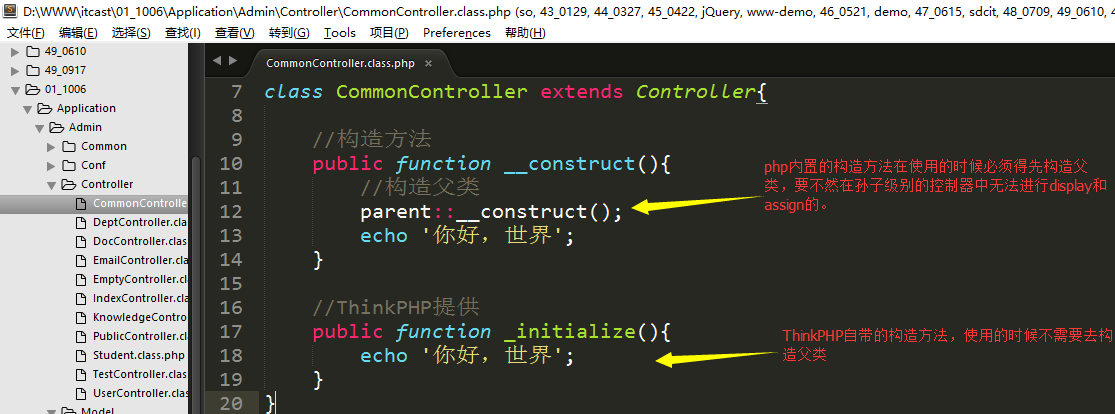 D:\WWW\itcast\01_1006\Application\Admin\Controller\CommonController.class.php (so, 43_0129, 44_0327, 45_0422, jQuery, www-demo, 46_0521, demo, 47_0615, sdcit, 48_0709, 49_0610, 4
文件(F) 编辑(E) 选择(S) 查找(I) 查看(V) 跳转(G) Tools 项目(P) Preferences 帮助(H)
49_0610
49_0917
01_1006
Application
Admin
Common
Conf
Controller
CommonControlle
DeptController.cla
DocController.clas
EmailController.cl
EmptyController.cl
IndexController.cla
KnowledgeContro
PublicController.cl
Student.class.php
TestController.clas
UserController.cla
Model
CommonController.class.php ×
7 class CommonController extends Controller{
8
9 //构造方法
10 public function __construct(){
11 //构造父类
12 parent::__construct();
13 echo '你好，世界';
14 }
15
16 //ThinkPHP提供
17 public function _initialize(){
18 echo '你好，世界';
19 }
20 }
php内置的构造方法在使用的时候必须得先构造父
类，要不然在孙子级别的控制器中无法进行display和
assign的。
ThinkPHP自带的构造方法，使用的时候不需要去构
造父类